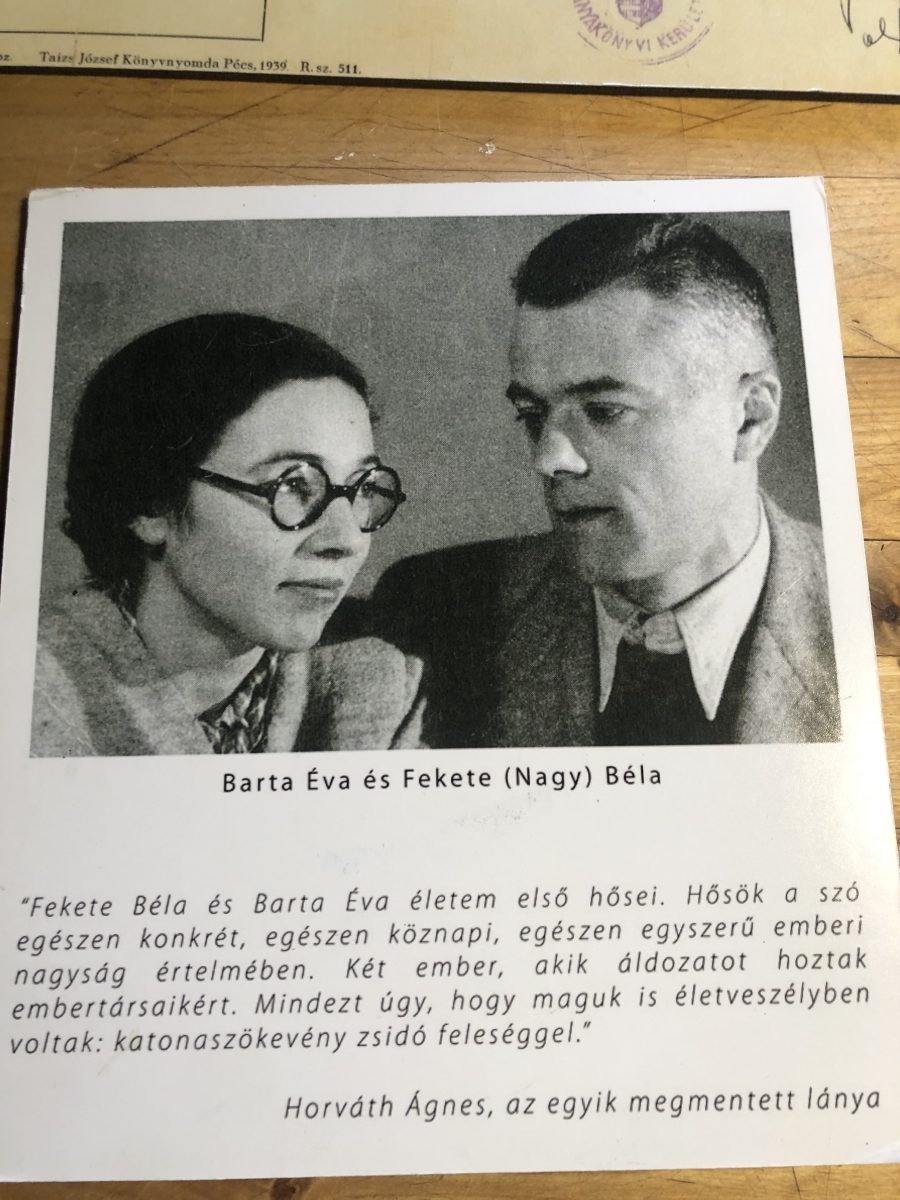 Taizs József Könyvnyomda Pécs, 1939. R. sz. 511.
Barta Éva és Fekete (Nagy) Béla
“Fekete Béla és Barta Éva életem első hősei. Hősök a szó
egészen konkrét, egészen köznapi, egészen egyszerű emberi
nagyság értelmében. Két ember, akik áldozatot hoztak
embertársaikért. Mindezt úgy, hogy maguk is életveszélyben
voltak: katonaszökevény zsidó feleséggel.”
Horváth Ágnes, az egyik megmentett lánya